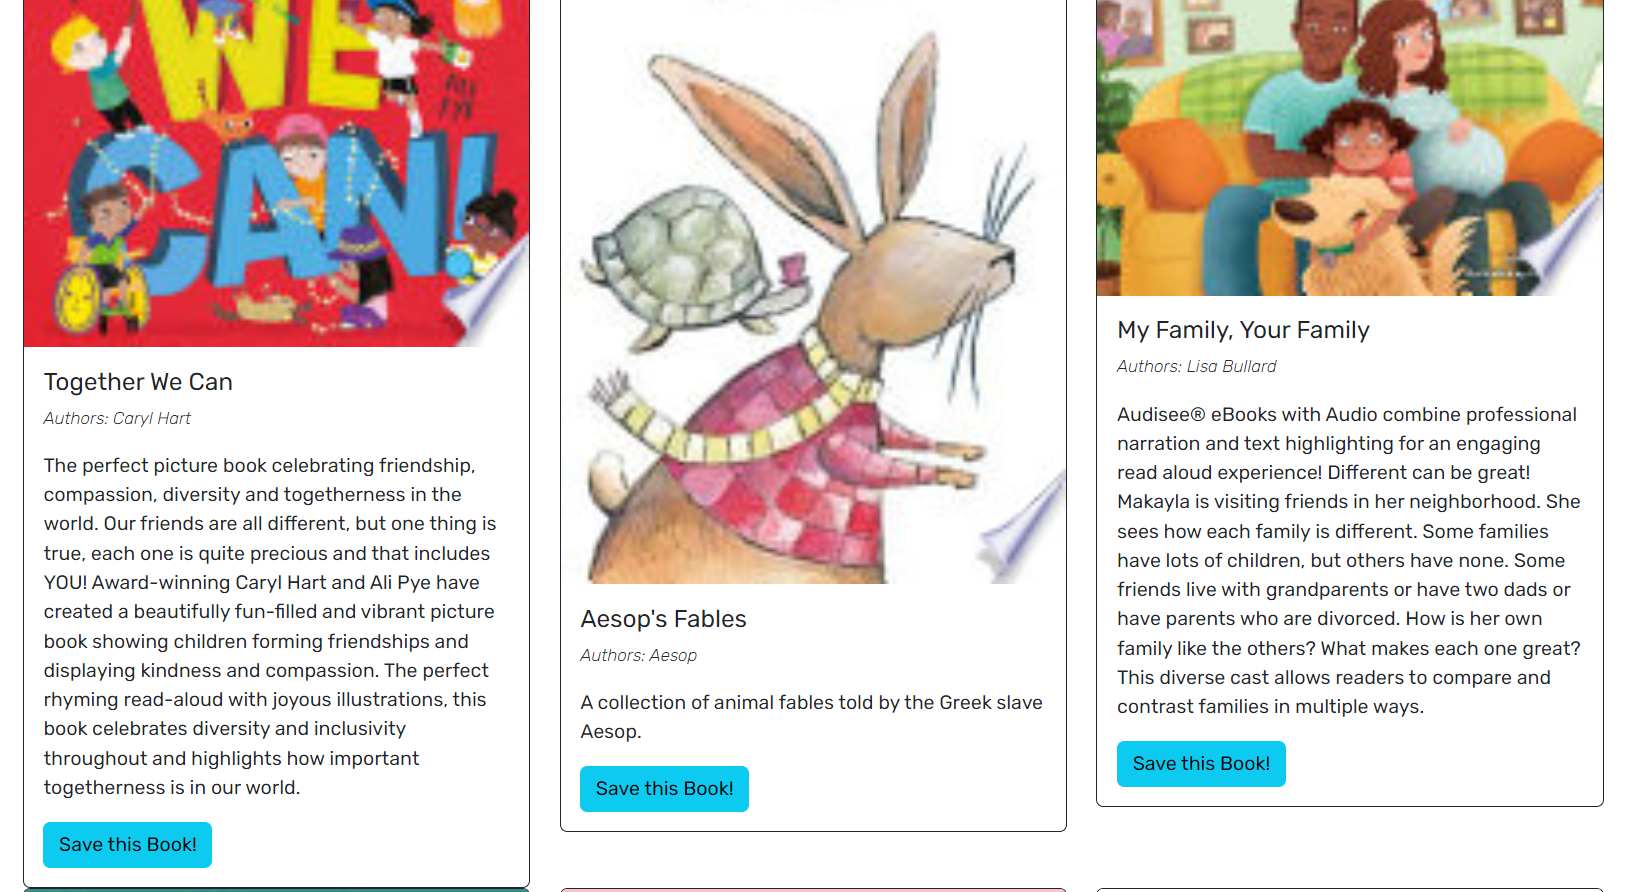 WE
CAN!
ALI
PYE
Together We Can
Authors: Caryl Hart
The perfect picture book celebrating friendship,
compassion, diversity and togetherness in the
world. Our friends are all different, but one thing is
true, each one is quite precious and that includes
YOU! Award-winning Caryl Hart and Ali Pye have
created a beautifully fun-filled and vibrant picture
book showing children forming friendships and
displaying kindness and compassion. The perfect
rhyming read-aloud with joyous illustrations, this
book celebrates diversity and inclusivity
throughout and highlights how important
togetherness is in our world.
Save this Book!
Aesop's Fables
Authors: Aesop
A collection of animal fables told by the Greek slave
Aesop.
Save this Book!
My Family, Your Family
Authors: Lisa Bullard
Audisee® eBooks with Audio combine professional
narration and text highlighting for an engaging
read aloud experience! Different can be great!
Makayla is visiting friends in her neighborhood. She
sees how each family is different. Some families
have lots of children, but others have none. Some
friends live with grandparents or have two dads or
have parents who are divorced. How is her own
family like the others? What makes each one great?
This diverse cast allows readers to compare and
contrast families in multiple ways.
Save this Book!